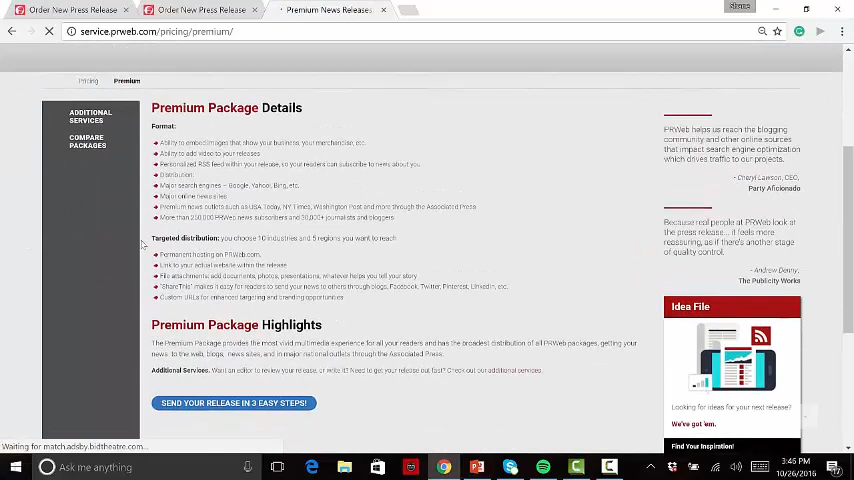 Order New Press Release
Order New Press Release
Premium News Releases
service.prweb.com/pricing/premium/
Pricing
Premium
ADDITIONAL
SERVICES
COMPARE
PACKAGES
Premium Package Details
Format:
Ability to embed images that show your business, your merchandise, etc.
Ability to add video to your releases
Personalized RSS feed within your release, so your readers can subscribe to news about you.
Distribution:
Major search engines – Google, Yahoo!, Bing, etc.
Major online news sites
Premium news outlets such as USA Today, NY Times, Washington Post and more through the Associated Press
More than 250,000 PRWeb news subscribers and 30,000+ journalists and bloggers
Targeted distribution: you choose 10 industries and 5 regions you want to reach
Permanent hosting on PRWeb.com.
Link to your actual website within the release
File attachments: add documents, photos, presentations, whatever helps you tell your story
"ShareThis" makes it easy for readers to send your news to others through blogs, Facebook, Twitter, Pinterest, LinkedIn, etc.
Custom URLs for enhanced targeting and branding opportunities
Premium Package Highlights
The Premium Package provides the most vivid multimedia experience for all your readers and has the broadest distribution of all PRWeb packages, getting your
news to the web, blogs, news sites, and in major national outlets through the Associated Press.
Additional Services. Want an editor to review your release, or write it? Need to get your release out fast? Check out our additional services.
SEND YOUR RELEASE IN 3 EASY STEPS!
PRWeb helps us reach the blogging
community and other online sources
that impact search engine optimization
which drives traffic to our projects.
- Cheryl Lawson, CEO,
Party Aficionado
Because real people at PRWeb look at
the press release... it feels more
reassuring, as if there's another stage
of quality control.
- Andrew Denny,
The Publicity Works
Idea File
Looking for ideas for your next release?
We've got 'em.
Find Your Inspiration!
Waiting for match.adsby.bidtheatre.com...
Ask me anything
3:46 PM
10/26/2016